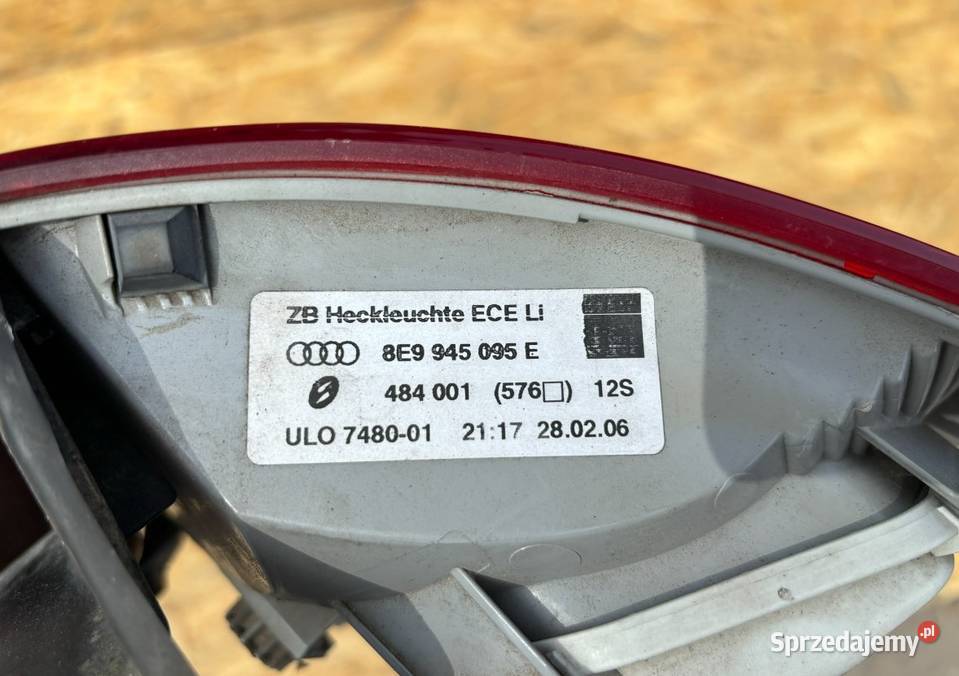 ZB Heckleuchte ECE Li
8E9 945 095 E
484 001 (576□) 12S
ULO 7480-01 21:17 28.02.06
Sprzedajemy.pl